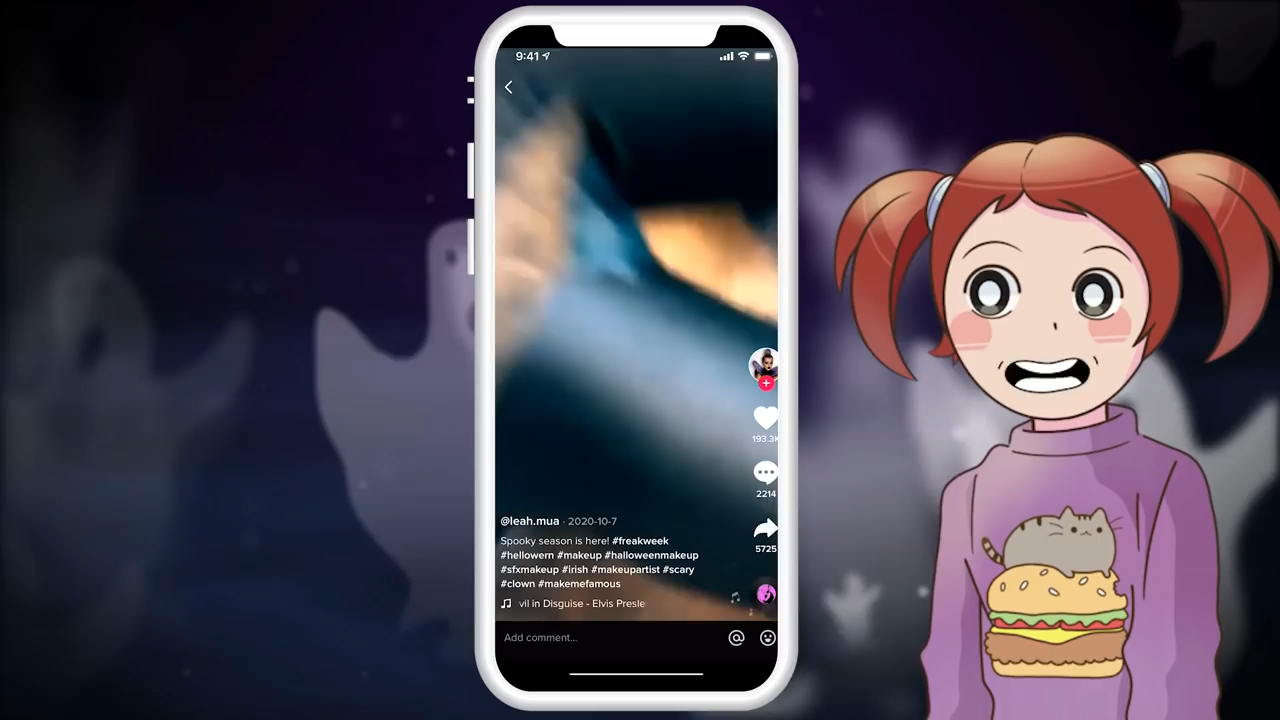 9:41
193.3K
2214
5725
@leah.mua · 2020-10-7
Spooky season is here! #freakweek
#hellowern #makeup #halloweenmakeup
#sfxmakeup #irish #makeupartist #scary
#clown #makemefamous
vil in Disguise - Elvis Presle
Add comment...